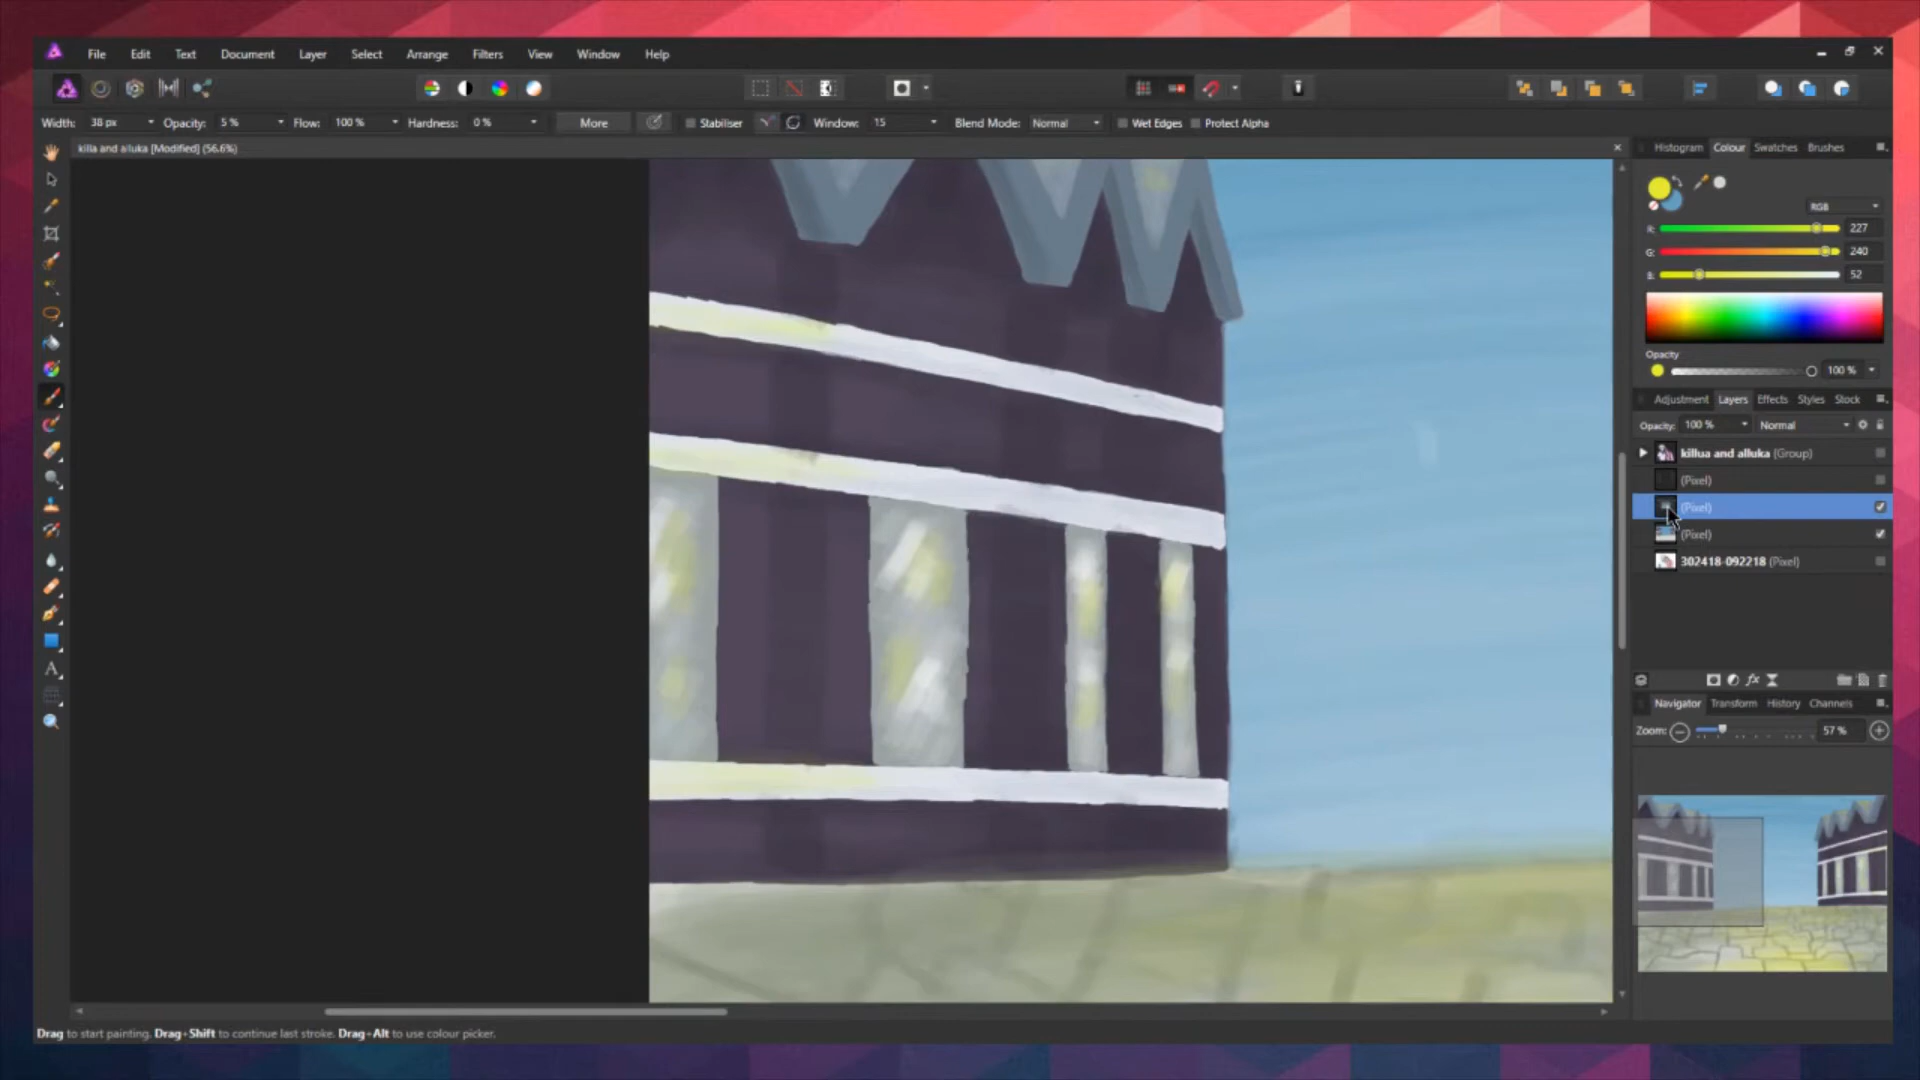 File Edit Text Document Layer Select Arrange Filters View Window Help
Width: 38 px Opacity: 5 % Flow: 100 % Hardness: 0 % More Stabiliser Window: 15 Blend Mode: Normal Wet Edges Protect Alpha
killa and alluka [Modified] (56.6%)
Histogram Colour Swatches Brushes
RGB
R: 227
G: 240
B: 52
Opacity
100 %
Adjustment Layers Effects Styles Stock
Opacity: 100 % Normal
killua and alluka (Group)
(Pixel)
(Pixel)
(Pixel)
302418-092218 (Pixel)
Navigator Transform History Channels
Zoom: 57 %
Drag to start painting. Drag+Shift to continue last stroke. Drag+Alt to use colour picker.